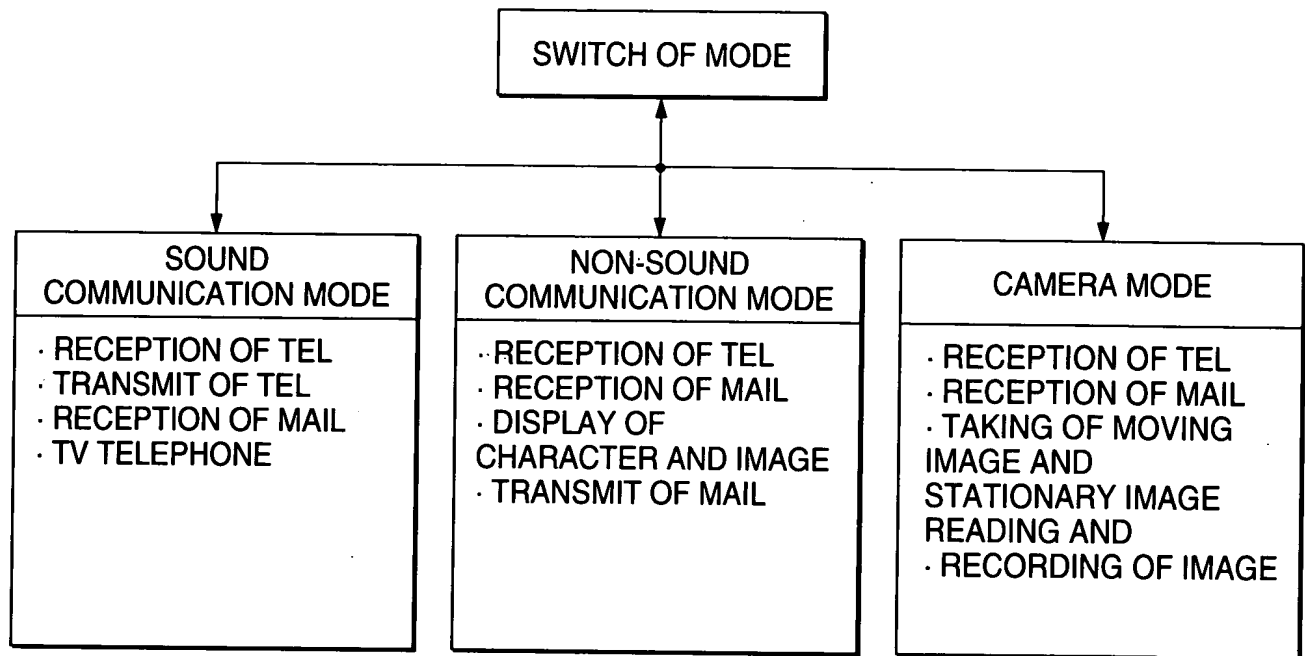 SWITCH OF MODE
SOUND
COMMUNICATION MODE
· RECEPTION OF TEL
· TRANSMIT OF TEL
· RECEPTION OF MAIL
· TV TELEPHONE
NON-SOUND
COMMUNICATION MODE
· RECEPTION OF TEL
· RECEPTION OF MAIL
· DISPLAY OF
CHARACTER AND IMAGE
· TRANSMIT OF MAIL
CAMERA MODE
· RECEPTION OF TEL
· RECEPTION OF MAIL
· TAKING OF MOVING
IMAGE AND
STATIONARY IMAGE
READING AND
· RECORDING OF IMAGE